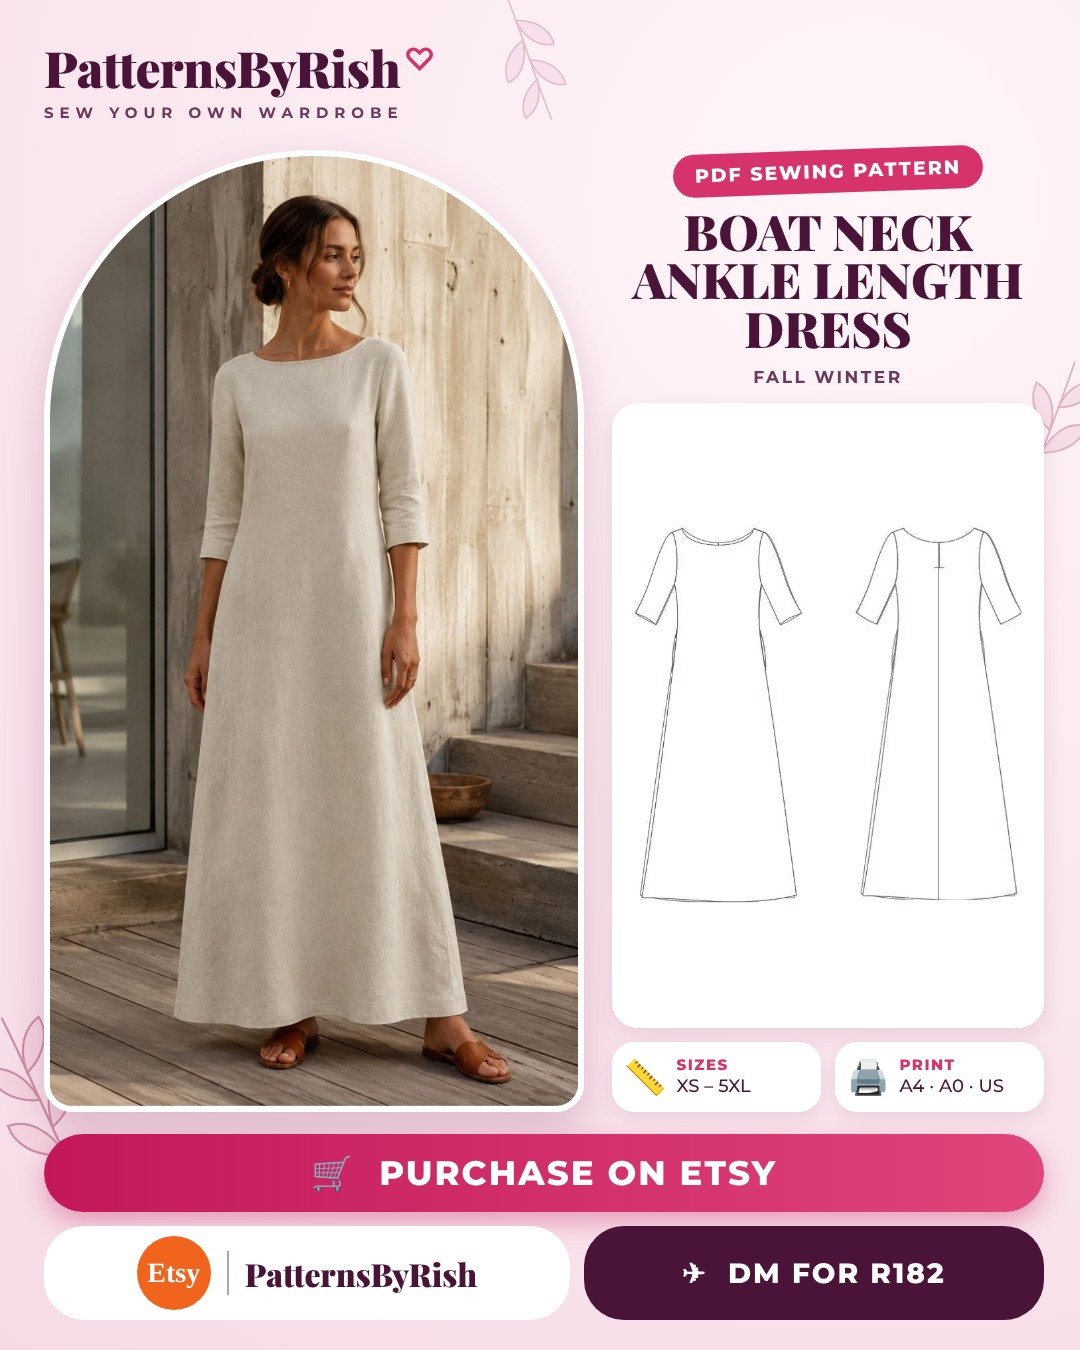 PatternsByRish
SEW YOUR OWN WARDROBE
PDF SEWING PATTERN
BOAT NECK
ANKLE LENGTH
DRESS
FALL WINTER
SIZES
XS – 5XL
PRINT
A4 · A0 · US
PURCHASE ON ETSY
Etsy
PatternsByRish
DM FOR R182